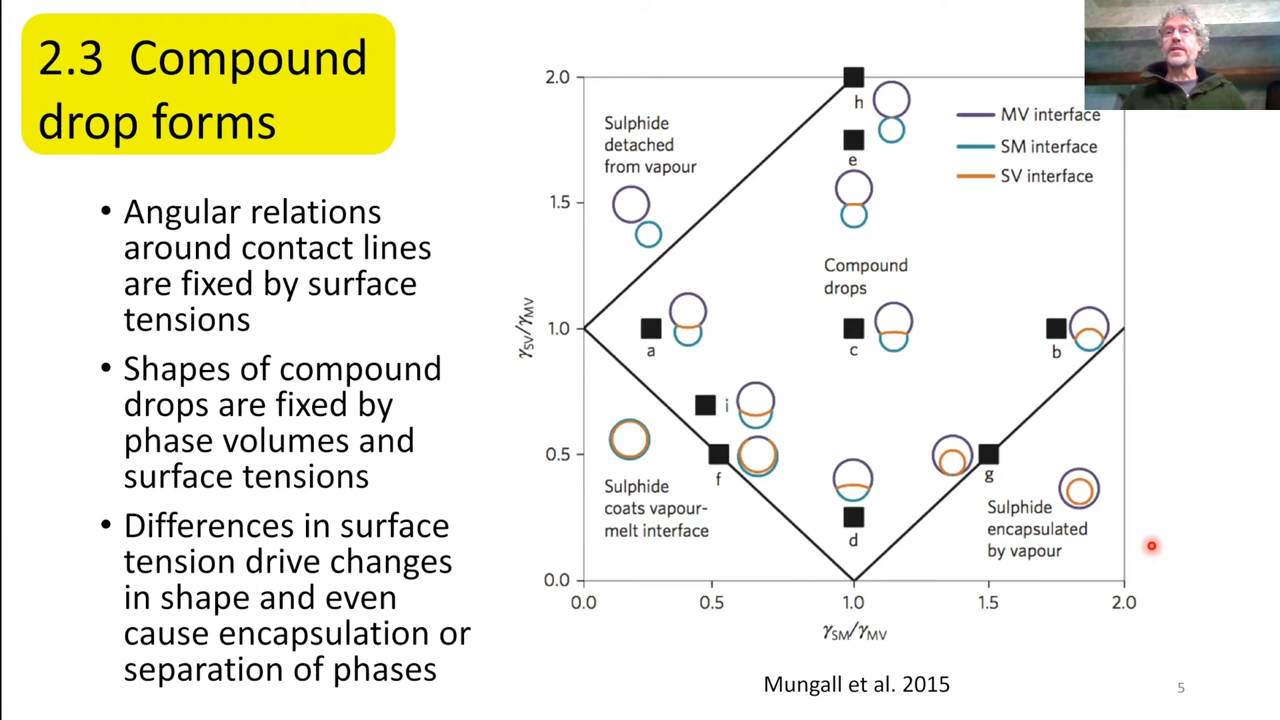 2.3 Compound
drop forms
• Angular relations
around contact lines
are fixed by surface
tensions
• Shapes of compound
drops are fixed by
phase volumes and
surface tensions
• Differences in surface
tension drive changes
in shape and even
cause encapsulation or
separation of phases
2.0
1.5
1.0
0.5
0.0
γSV/γMV
0.0 0.5 1.0 1.5 2.0
γSM/γMV
MV interface
SM interface
SV interface
Sulphide
detached
from vapour
h
e
Compound
drops
a
c
b
i
f
g
d
Sulphide
coats vapour-
melt interface
Sulphide
encapsulated
by vapour
Mungall et al. 2015
5